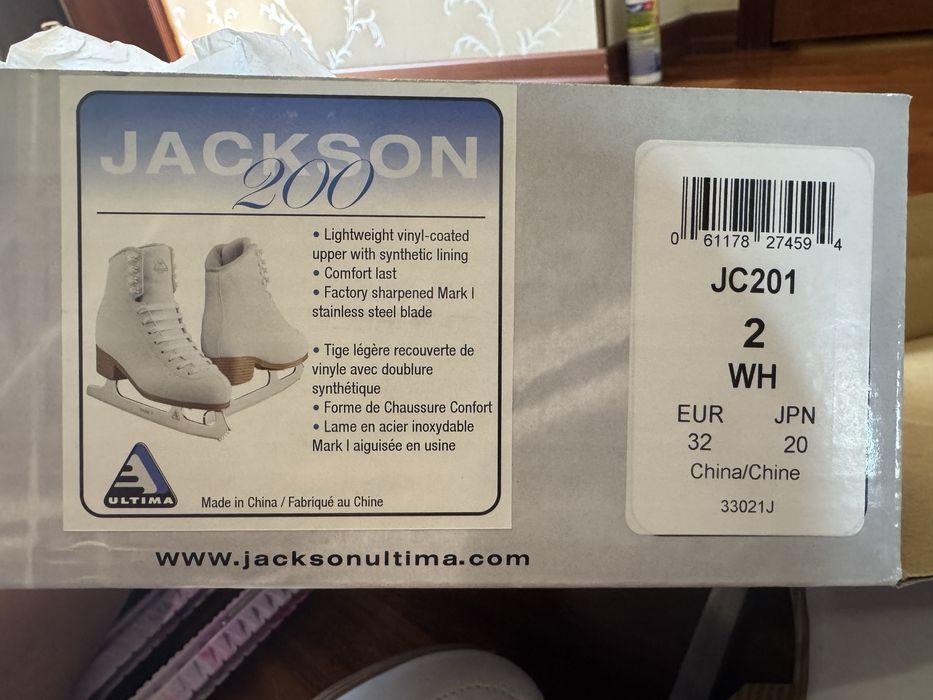 JACKSON
200
• Lightweight vinyl-coated
upper with synthetic lining
• Comfort last
• Factory sharpened Mark I
stainless steel blade
• Tige légère recouverte de
vinyle avec doublure
synthétique
• Forme de Chaussure Confort
• Lame en acier inoxydable
Mark I aiguisée en usine
ULTIMA
Made in China / Fabriqué au Chine
www.jacksonultima.com
0 61178 27459 4
JC201
2
WH
EUR JPN
32 20
China/Chine
33021J